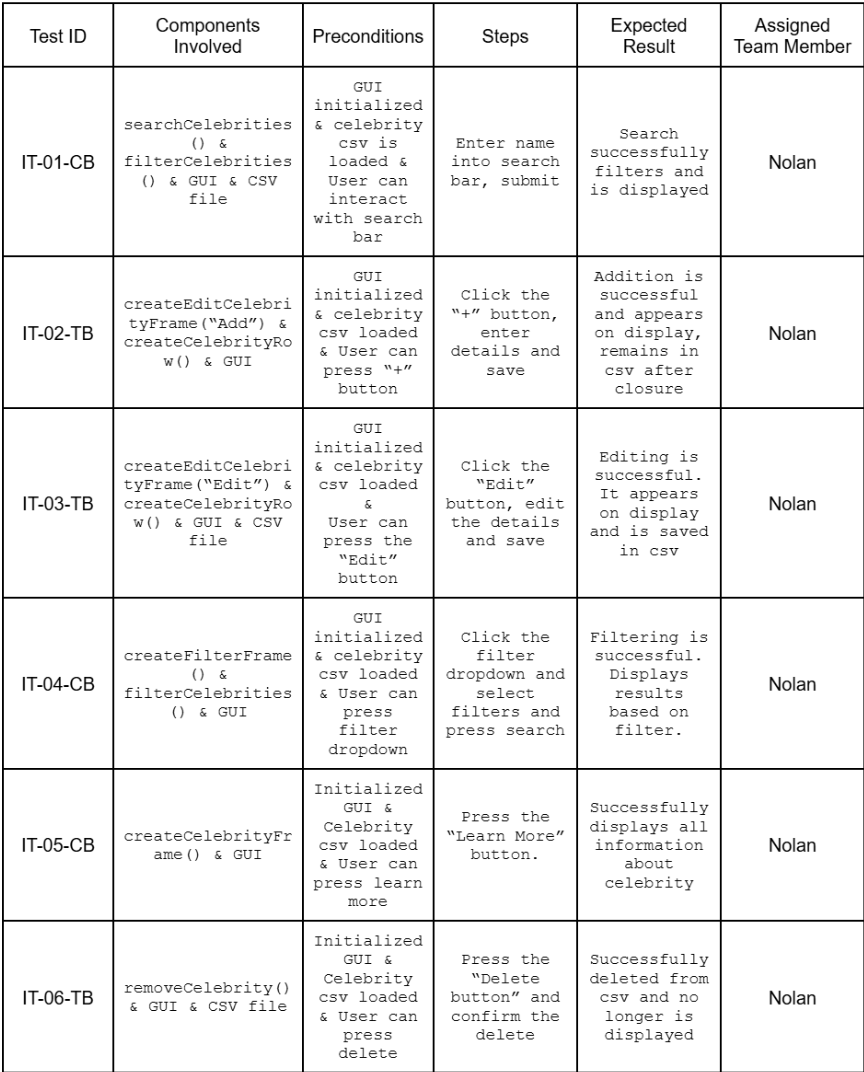 Test ID
Components
Involved
Preconditions
Steps
Expected
Result
Assigned
Team Member
IT-01-CB
searchCelebrities
() &
filterCelebrities
() & GUI & CSV
file
GUI
initialized
& celebrity
csv is
loaded &
User can
interact
with search
bar
Enter name
into search
bar, submit
Search
successfully
filters and
is displayed
Nolan
IT-02-TB
createEditCelebri
tyFrame(“Add”) &
createCelebrityRo
w() & GUI
GUI
initialized
& celebrity
csv loaded
& User can
press “+”
button
Click the
“+” button,
enter
details and
save
Addition is
successful
and appears
on display,
remains in
csv after
closure
Nolan
IT-03-TB
createEditCelebri
tyFrame(“Edit”) &
createCelebrityRo
w() & GUI & CSV
file
GUI
initialized
& celebrity
csv loaded
&
User can
press the
“Edit”
button
Click the
“Edit”
button, edit
the details
and save
Editing is
successful.
It appears
on display
and is saved
in csv
Nolan
IT-04-CB
createFilterFrame
() &
filterCelebrities
() & GUI
GUI
initialized
& celebrity
csv loaded
& User can
press
filter
dropdown
Click the
filter
dropdown and
select
filters and
press search
Filtering is
successful.
Displays
results
based on
filter.
Nolan
IT-05-CB
createCelebrityFr
ame() & GUI
Initialized
GUI &
Celebrity
csv loaded
& User can
press learn
more
Press the
“Learn More”
button.
Successfully
displays all
information
about
celebrity
Nolan
IT-06-TB
removeCelebrity()
& GUI & CSV file
Initialized
GUI &
Celebrity
csv loaded
& User can
press
delete
Press the
“Delete
button” and
confirm the
delete
Successfully
deleted from
csv and no
longer is
displayed
Nolan